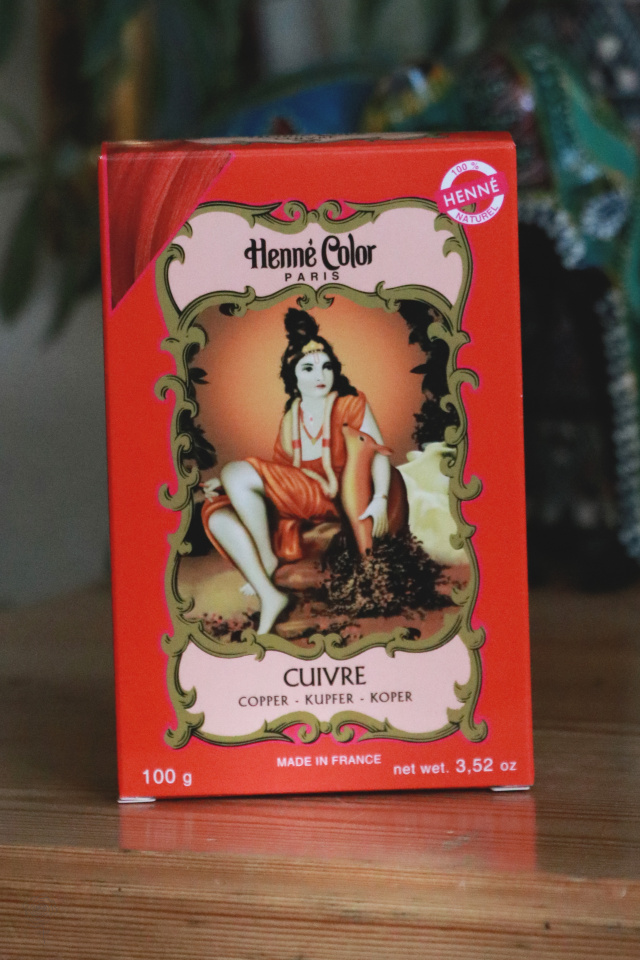 100 %
HENNÉ
NATUREL
Henné Color
PARIS
CUIVRE
COPPER - KUPFER - KOPER
MADE IN FRANCE
100 g
net wet. 3,52 oz